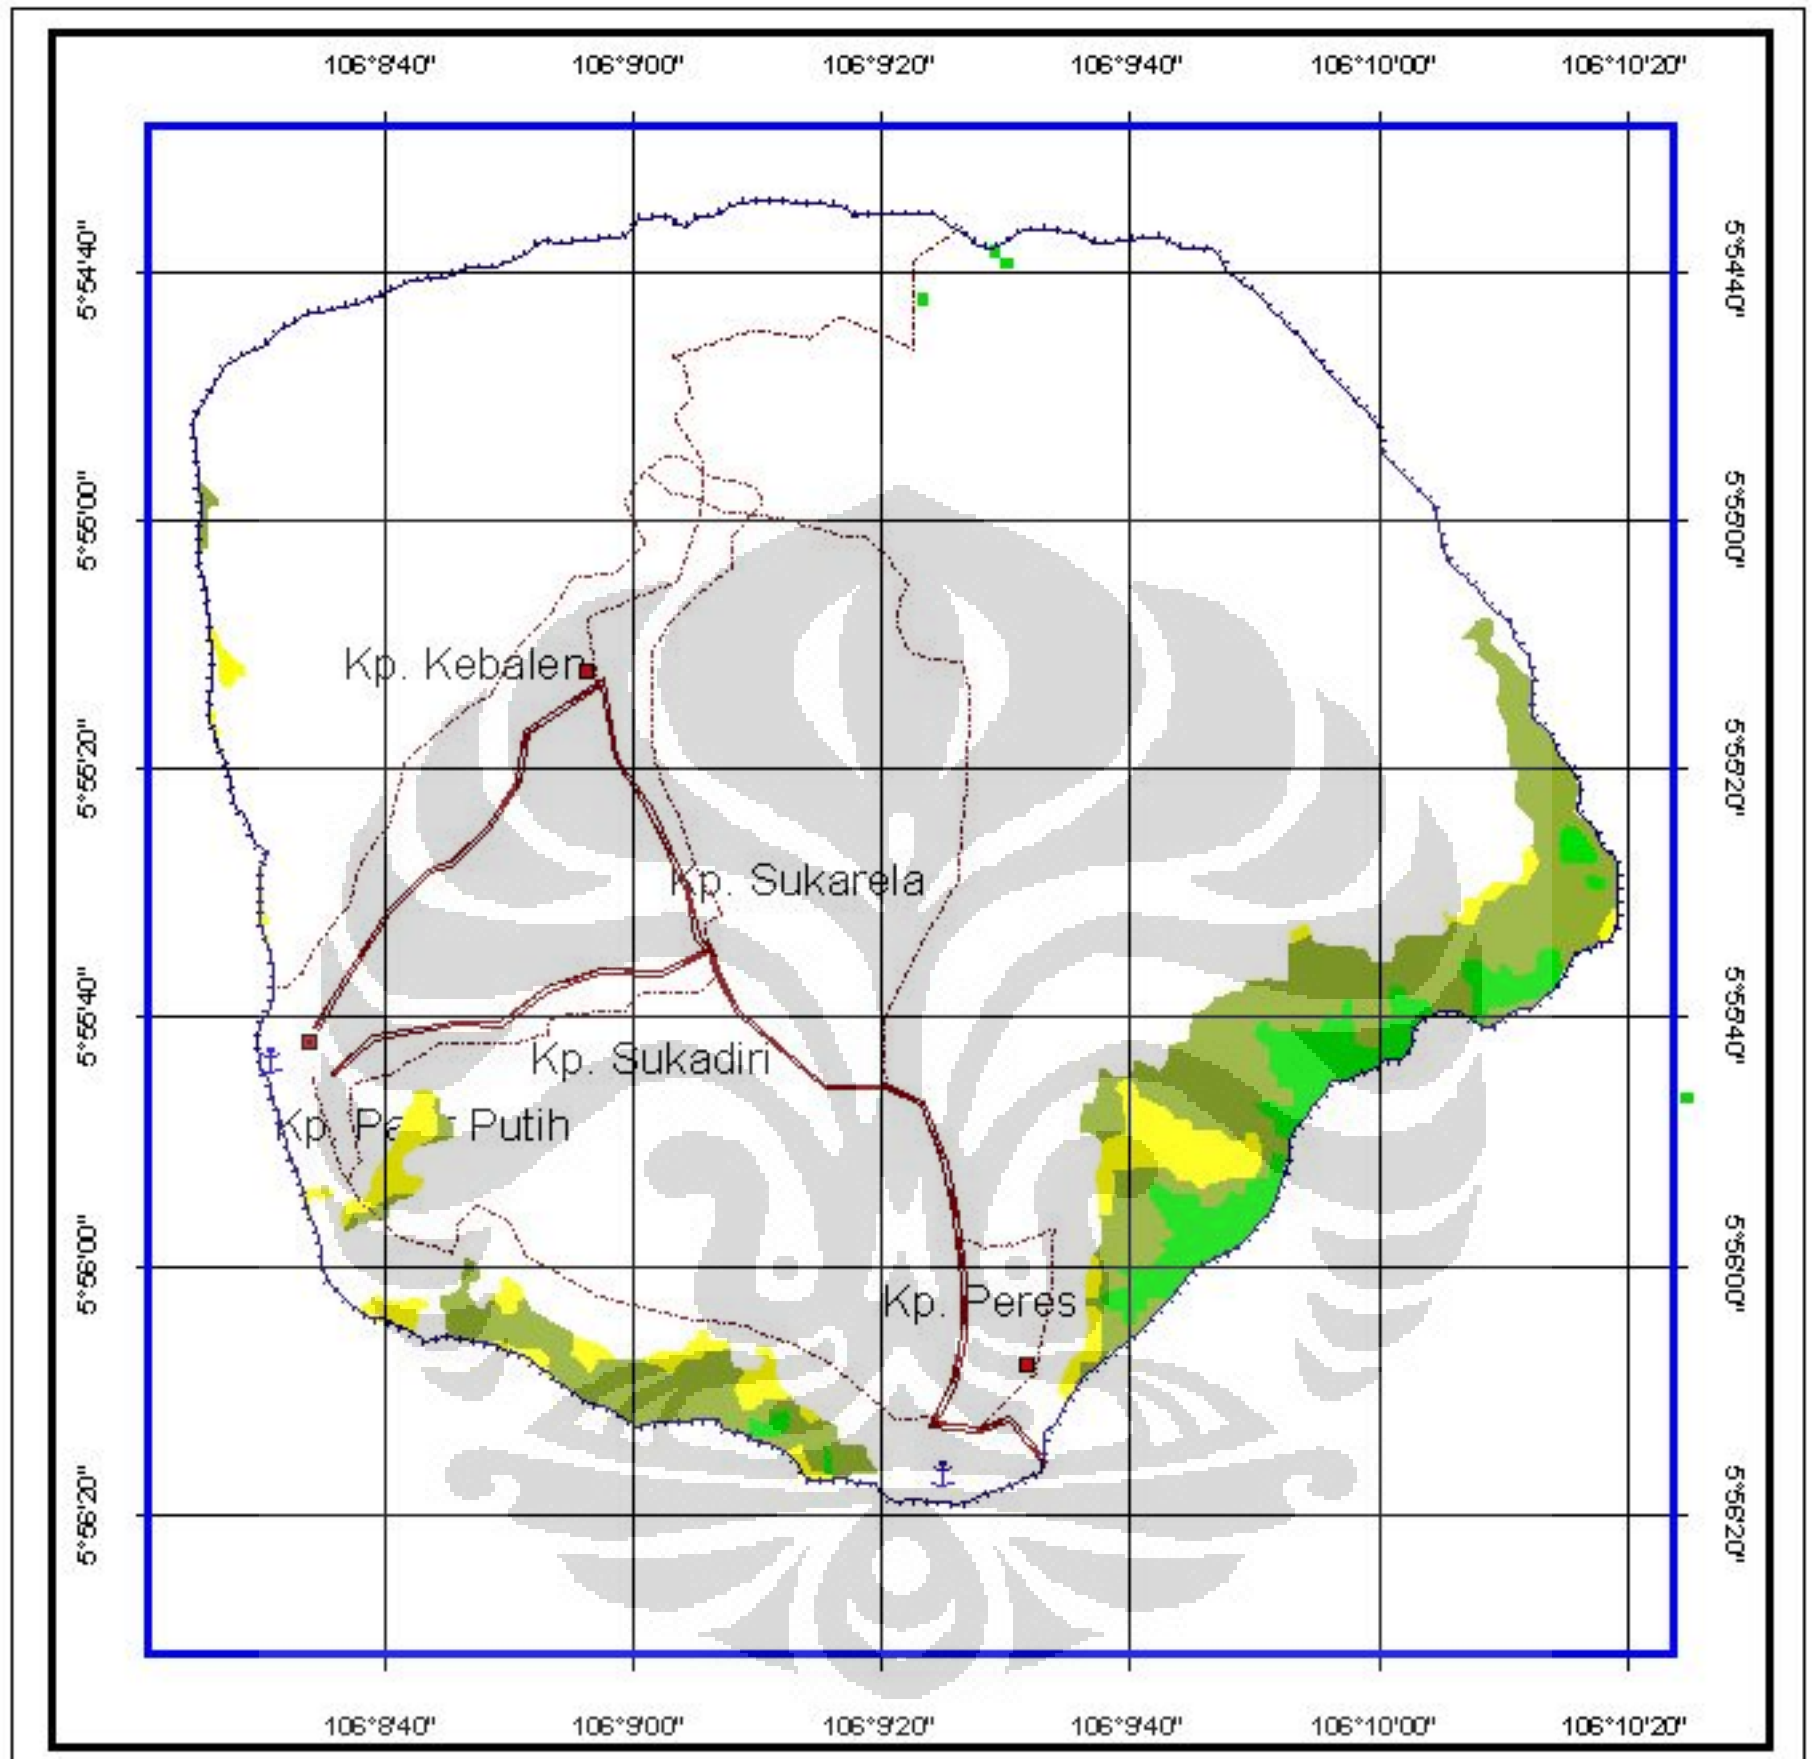 106°8'40" 106°9'00" 106°9'20" 106°9'40" 106°10'00" 106°10'20"
5°54'40" 5°54'40"
5°55'00" 5°55'00"
Kp. Kebalen
5°55'20" 5°55'20"
Kp. Sukarela
5°55'40" 5°55'40"
Kp. Sukadiri
Kp. Pasir Putih
5°56'00" 5°56'00"
Kp. Peres
5°56'20" 5°56'20"
106°8'40" 106°9'00" 106°9'20" 106°9'40" 106°10'00" 106°10'20"